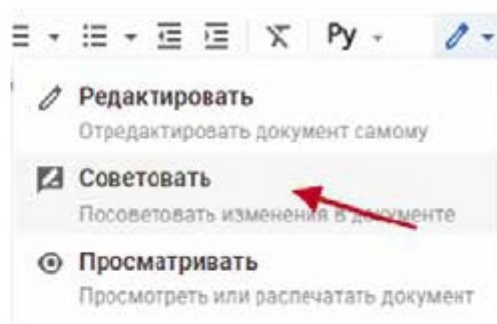 Ру
Редактировать
Отредактировать документ самому
Советовать
Посоветовать изменения в документе
Просматривать
Просмотреть или распечатать документ